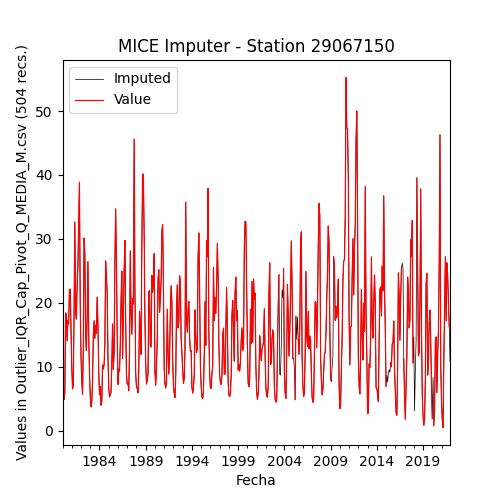 MICE Imputer - Station 29067150
Values in Outlier_IQR_Cap_Pivot_Q_MEDIA_M.csv (504 recs.)
Imputed
Value
50
40
30
20
10
0
1984 1989 1994 1999 2004 2009 2014 2019
Fecha